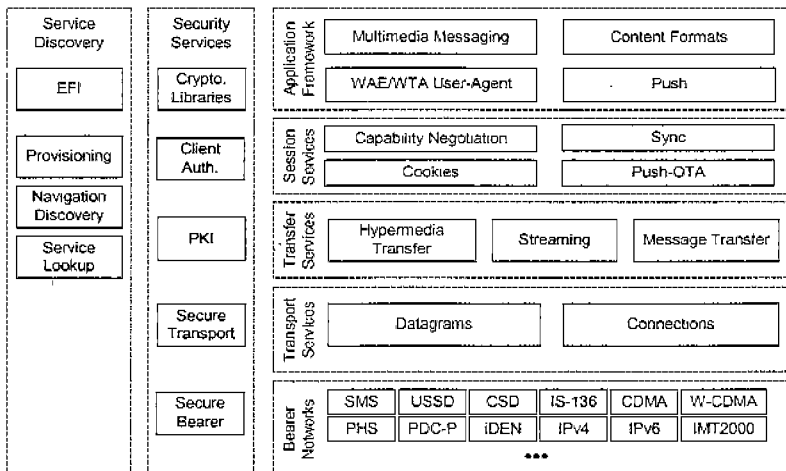 Service
Discovery
EFI
Provisioning
Navigation
Discovery
Service
Lookup
Security
Services
Crypto.
Libraries
Client
Auth.
PKI
Secure
Transport
Secure
Bearer
Application
Framework
Multimedia Messaging
Content Formats
WAE/WTA User-Agent
Push
Session
Services
Capability Negotiation
Sync
Cookies
Push-OTA
Transfer
Services
Hypermedia
Transfer
Streaming
Message Transfer
Transport
Services
Datagrams
Connections
Bearer
Networks
SMS
USSD
CSD
IS-136
CDMA
W-CDMA
PHS
PDC-P
iDEN
IPv4
IPv6
IMT2000
•••